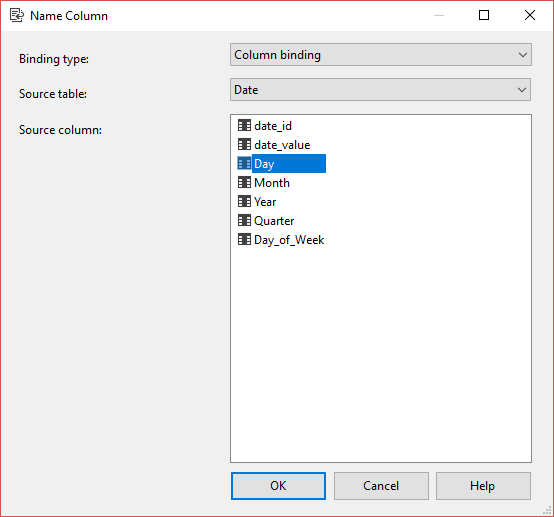 Name Column
Binding type:
Column binding
Source table:
Date
Source column:
date_id
date_value
Day
Month
Year
Quarter
Day_of_Week
OK
Cancel
Help